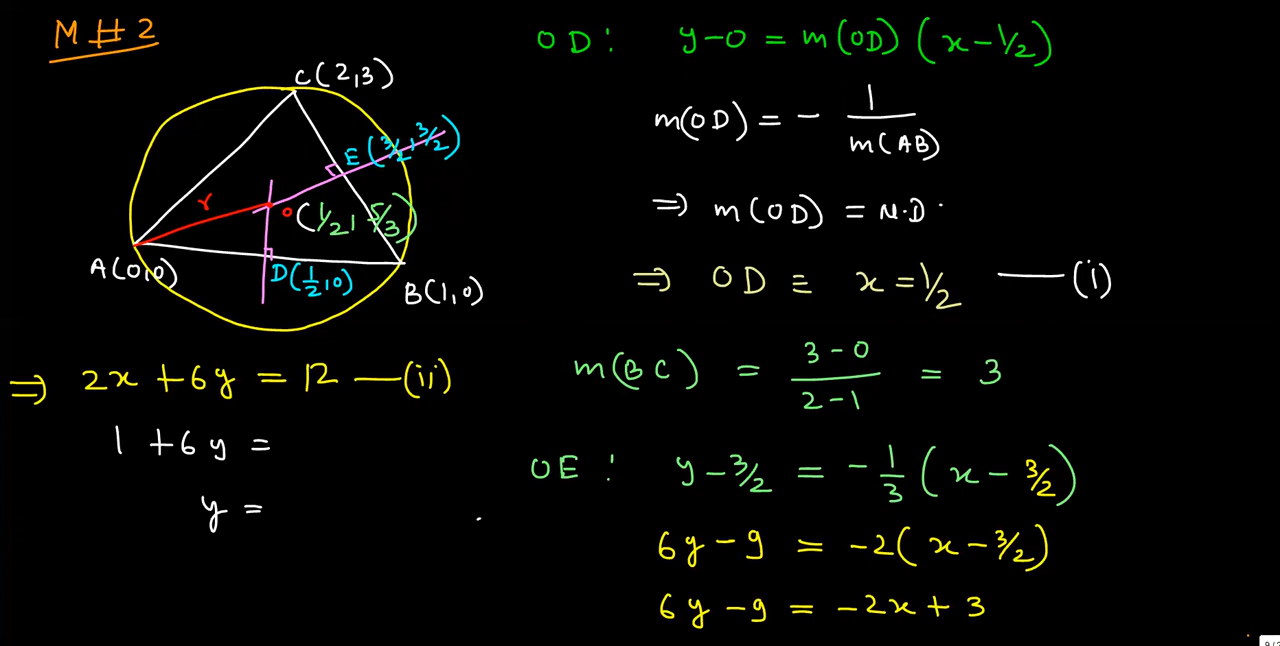 M # 2
C(2,3)
E(3/2, 3/2)
r
O(1/2, 5/3)
A(0,0)
D(1/2,0)
B(1,0)
⇒ 2x + 6y = 12 —(ii)
1 + 6y =
y =
OD: y-0 = m(OD) (x-1/2)
m(OD) = - 1/m(AB)
⇒ m(OD) = N.D.
⇒ OD ≡ x = 1/2 —(i)
m(BC) = 3-0/2-1 = 3
OE: y-3/2 = -1/3 (x-3/2)
6y-9 = -2(x-3/2)
6y-9 = -2x+3